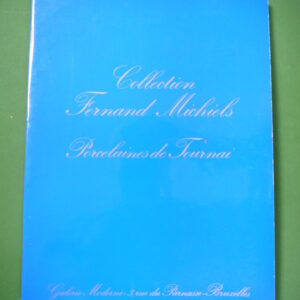 Collection
Fernand Michiels
Porcelaines de Tournai
Galerie Moderne · 3, rue du Parnasse · Bruxelles